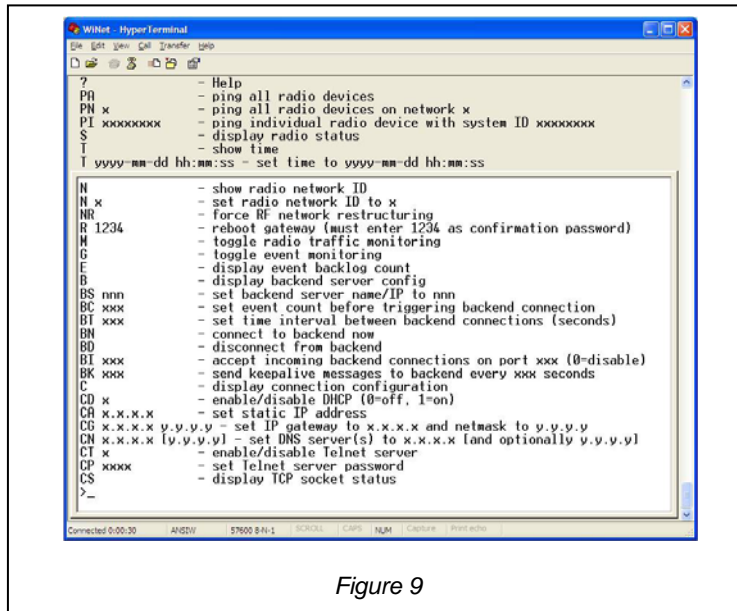 WiNet - HyperTerminal
File Edit View Call Transfer Help
? - Help
PA - ping all radio devices
PN x - ping all radio devices on network x
PI xxxxxxxx - ping individual radio device with system ID xxxxxxxx
$ - display radio status
T - show time
T yyyy-mm-dd hh:mm:ss - set time to yyyy-mm-dd hh:mm:ss
N - show radio network ID
N x - set radio network ID to x
NR - force RF network restructuring
R 1234 - reboot gateway (must enter 1234 as confirmation password)
M - toggle radio traffic monitoring
G - toggle event monitoring
E - display event backlog count
B - display backend server config
BS nnn - set backend server name/IP to nnn
BC xxx - set event count before triggering backend connection
BT xxx - set time interval between backend connections (seconds)
BN - connect to backend now
BD - disconnect from backend
BI xxx - accept incoming backend connections on port xxx (0=disable)
BK xxx - send keepalive messages to backend every xxx seconds
C - display connection configuration
CD x - enable/disable DHCP (0=off, 1=on)
CA x.x.x.x - set static IP address
CG x.x.x.x y.y.y.y - set IP gateway to x.x.x.x and netmask to y.y.y.y
CN x.x.x.x [y.y.y.y] - set DNS server(s) to x.x.x.x [and optionally y.y.y.y]
CT x - enable/disable Telnet server
CP xxxx - set Telnet server password
CS - display TCP socket status
>_
Connected 0:00:30 ANSIW 57600 8-N-1 SCROLL CAPS NUM Capture Print echo
Figure 9